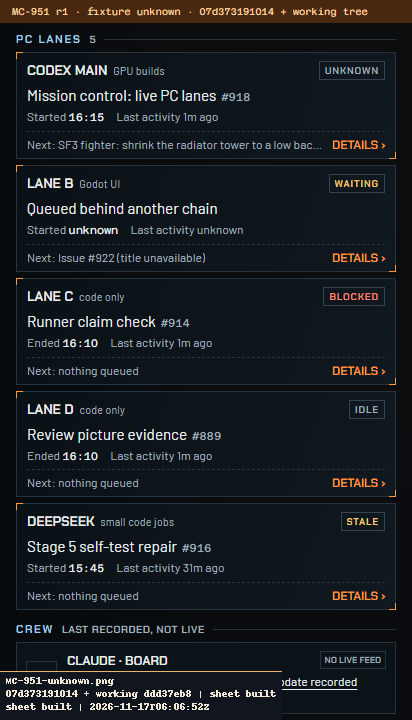 MC-951 r1 · fixture unknown · 07d373191014 + working tree
PC LANES 5
CODEX MAIN GPU builds UNKNOWN
Mission control: live PC lanes #918
Started 16:15 Last activity 1m ago
Next: SF3 fighter: shrink the radiator tower to a low bac... DETAILS ›
LANE B Godot UI WAITING
Queued behind another chain
Started unknown Last activity unknown
Next: Issue #922 (title unavailable) DETAILS ›
LANE C code only BLOCKED
Runner claim check #914
Ended 16:10 Last activity 1m ago
Next: nothing queued DETAILS ›
LANE D code only IDLE
Review picture evidence #889
Ended 16:10 Last activity 1m ago
Next: nothing queued DETAILS ›
DEEPSEEK small code jobs STALE
Stage 5 self-test repair #916
Started 15:45 Last activity 31m ago
Next: nothing queued DETAILS ›
CREW LAST RECORDED, NOT LIVE
CLAUDE · BOARD NO LIVE FEED
update recorded
MC-951-unknown.png
07d373191014 + working ddd37eb8 | sheet built
sheet built | 2026-11-17T06:06:52Z